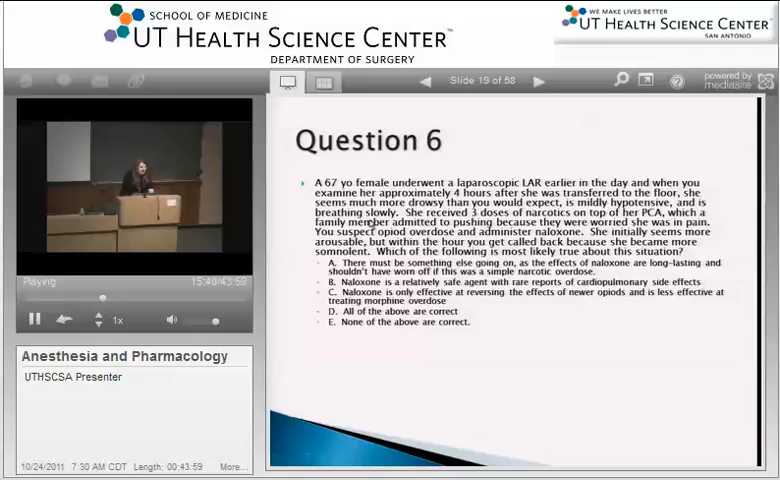 SCHOOL OF MEDICINE
UT HEALTH SCIENCE CENTER™
DEPARTMENT OF SURGERY
WE MAKE LIVES BETTER
UT HEALTH SCIENCE CENTER
SAN ANTONIO
Slide 19 of 58
powered by
mediasite
Question 6
A 67 yo female underwent a laparoscopic LAR earlier in the day and when you
examine her approximately 4 hours after she was transferred to the floor, she
seems much more drowsy than you would expect, is mildly hypotensive, and is
breathing slowly. She received 3 doses of narcotics on top of her PCA, which a
family member admitted to pushing because they were worried she was in pain.
You suspect opiod overdose and administer naloxone. She initially seems more
arousable, but within the hour you get called back because she became more
somnolent. Which of the following is most likely true about this situation?
A. There must be something else going on, as the effects of naloxone are long-lasting and
shouldn't have worn off if this was a simple narcotic overdose.
B. Naloxone is a relatively safe agent with rare reports of cardiopulmonary side effects
C. Naloxone is only effective at reversing the effects of newer opiods and is less effective at
treating morphine overdose
D. All of the above are correct
E. None of the above are correct.
Playing
15:40/43:59
1x
Anesthesia and Pharmacology
UTHSCSA Presenter
10/24/2011 7:30 AM CDT Length: 00:43:59 More...